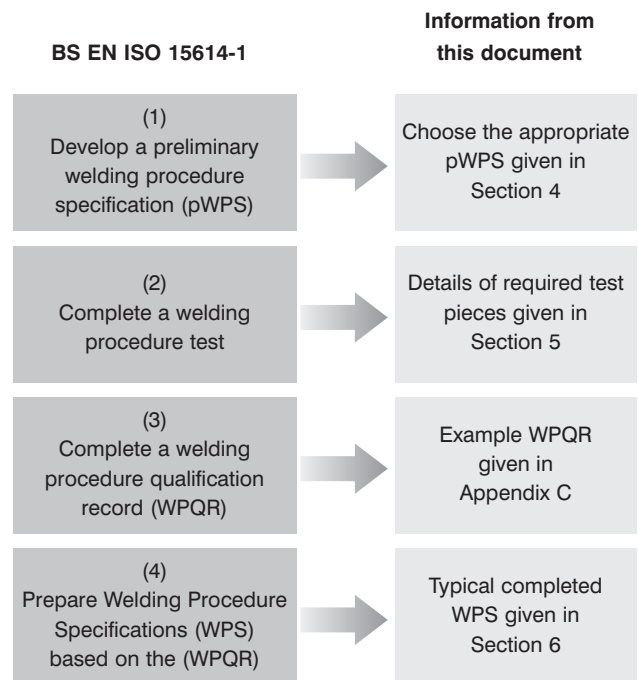 BS EN ISO 15614-1
Information from
this document
(1)
Develop a preliminary
welding procedure
specification (pWPS)
Choose the appropriate
pWPS given in
Section 4
(2)
Complete a welding
procedure test
Details of required test
pieces given in
Section 5
(3)
Complete a welding
procedure qualification
record (WPQR)
Example WPQR
given in
Appendix C
(4)
Prepare Welding Procedure
Specifications (WPS)
based on the (WPQR)
Typical completed
WPS given in
Section 6